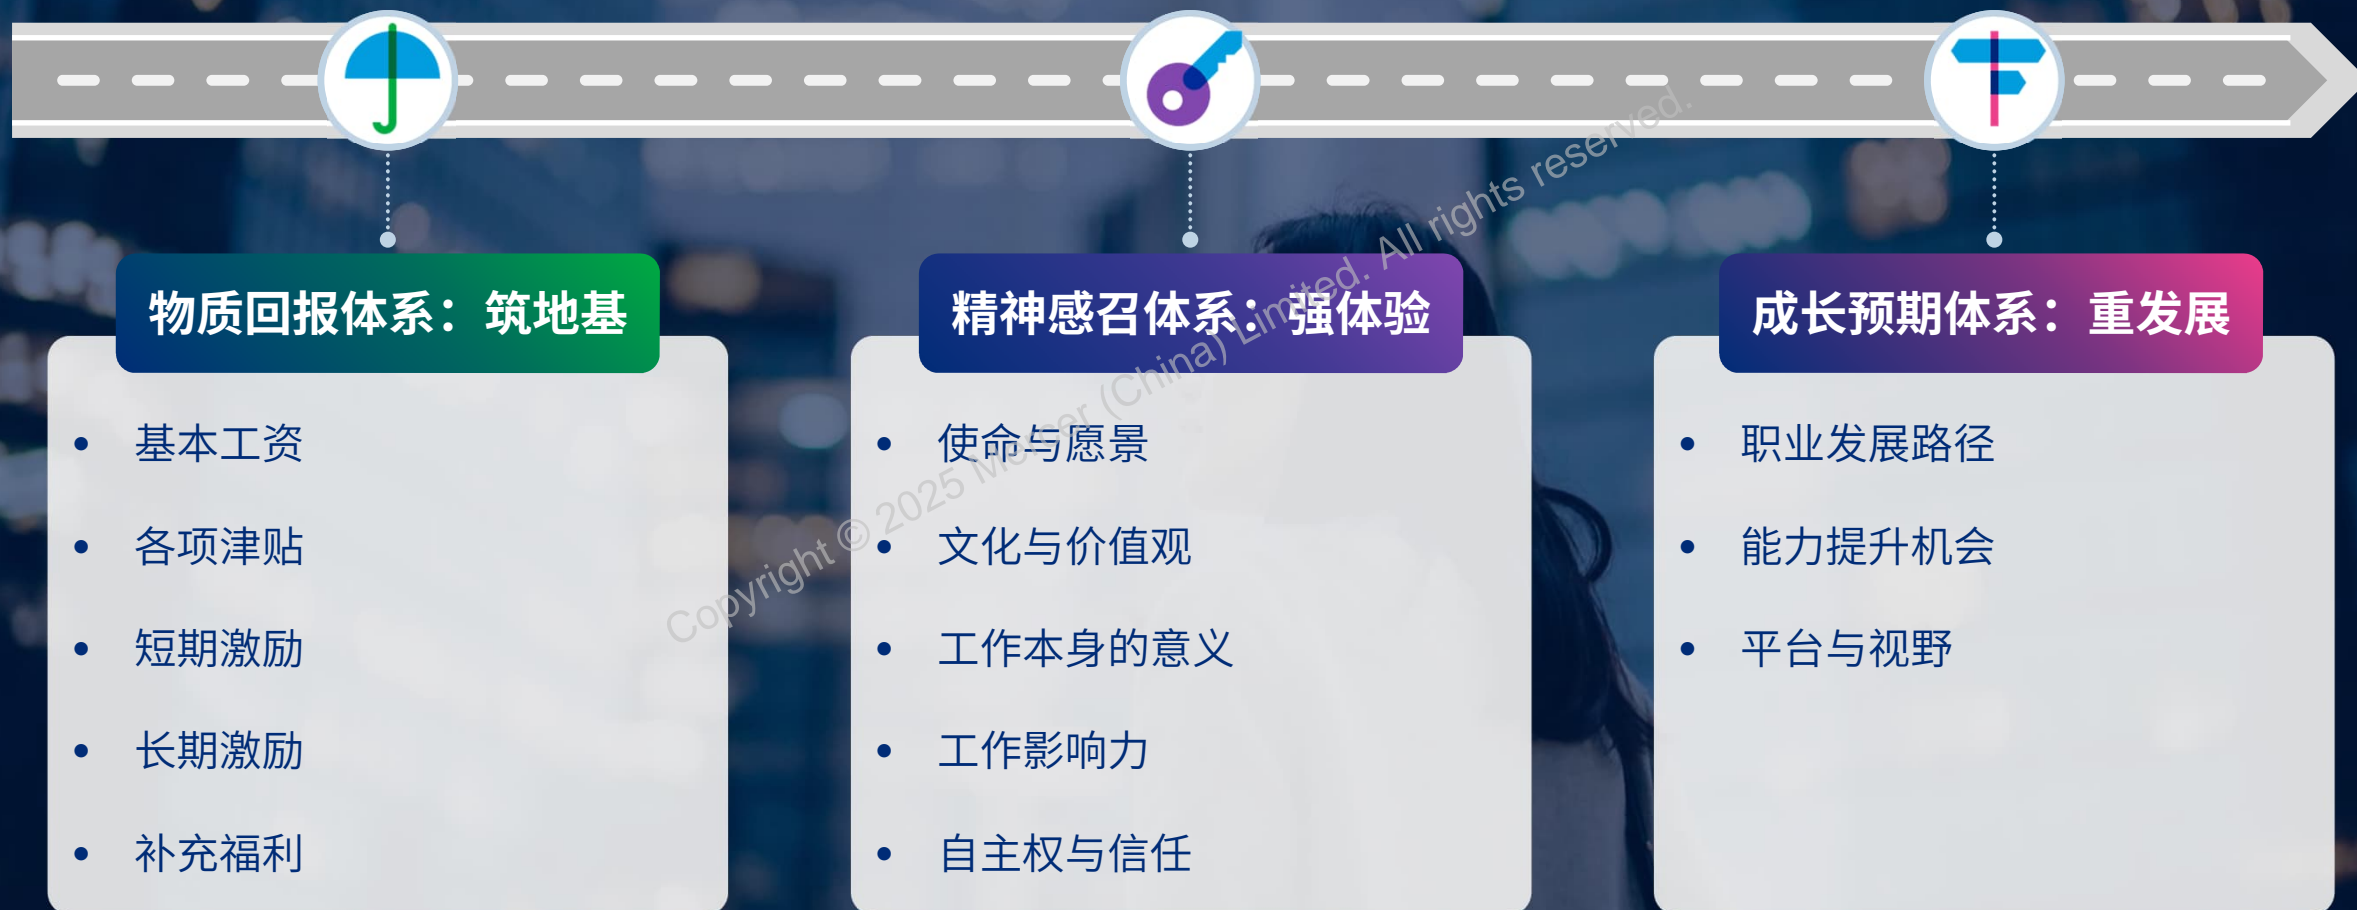 物质回报体系：筑地基
基本工资
各项津贴
短期激励
长期激励
补充福利
精神感召体系：强体验
使命与愿景
文化与价值观
工作本身的意义
工作影响力
自主权与信任
成长预期体系：重发展
职业发展路径
能力提升机会
平台与视野
Copyright © 2025 Mercer (China) Limited. All rights reserved.